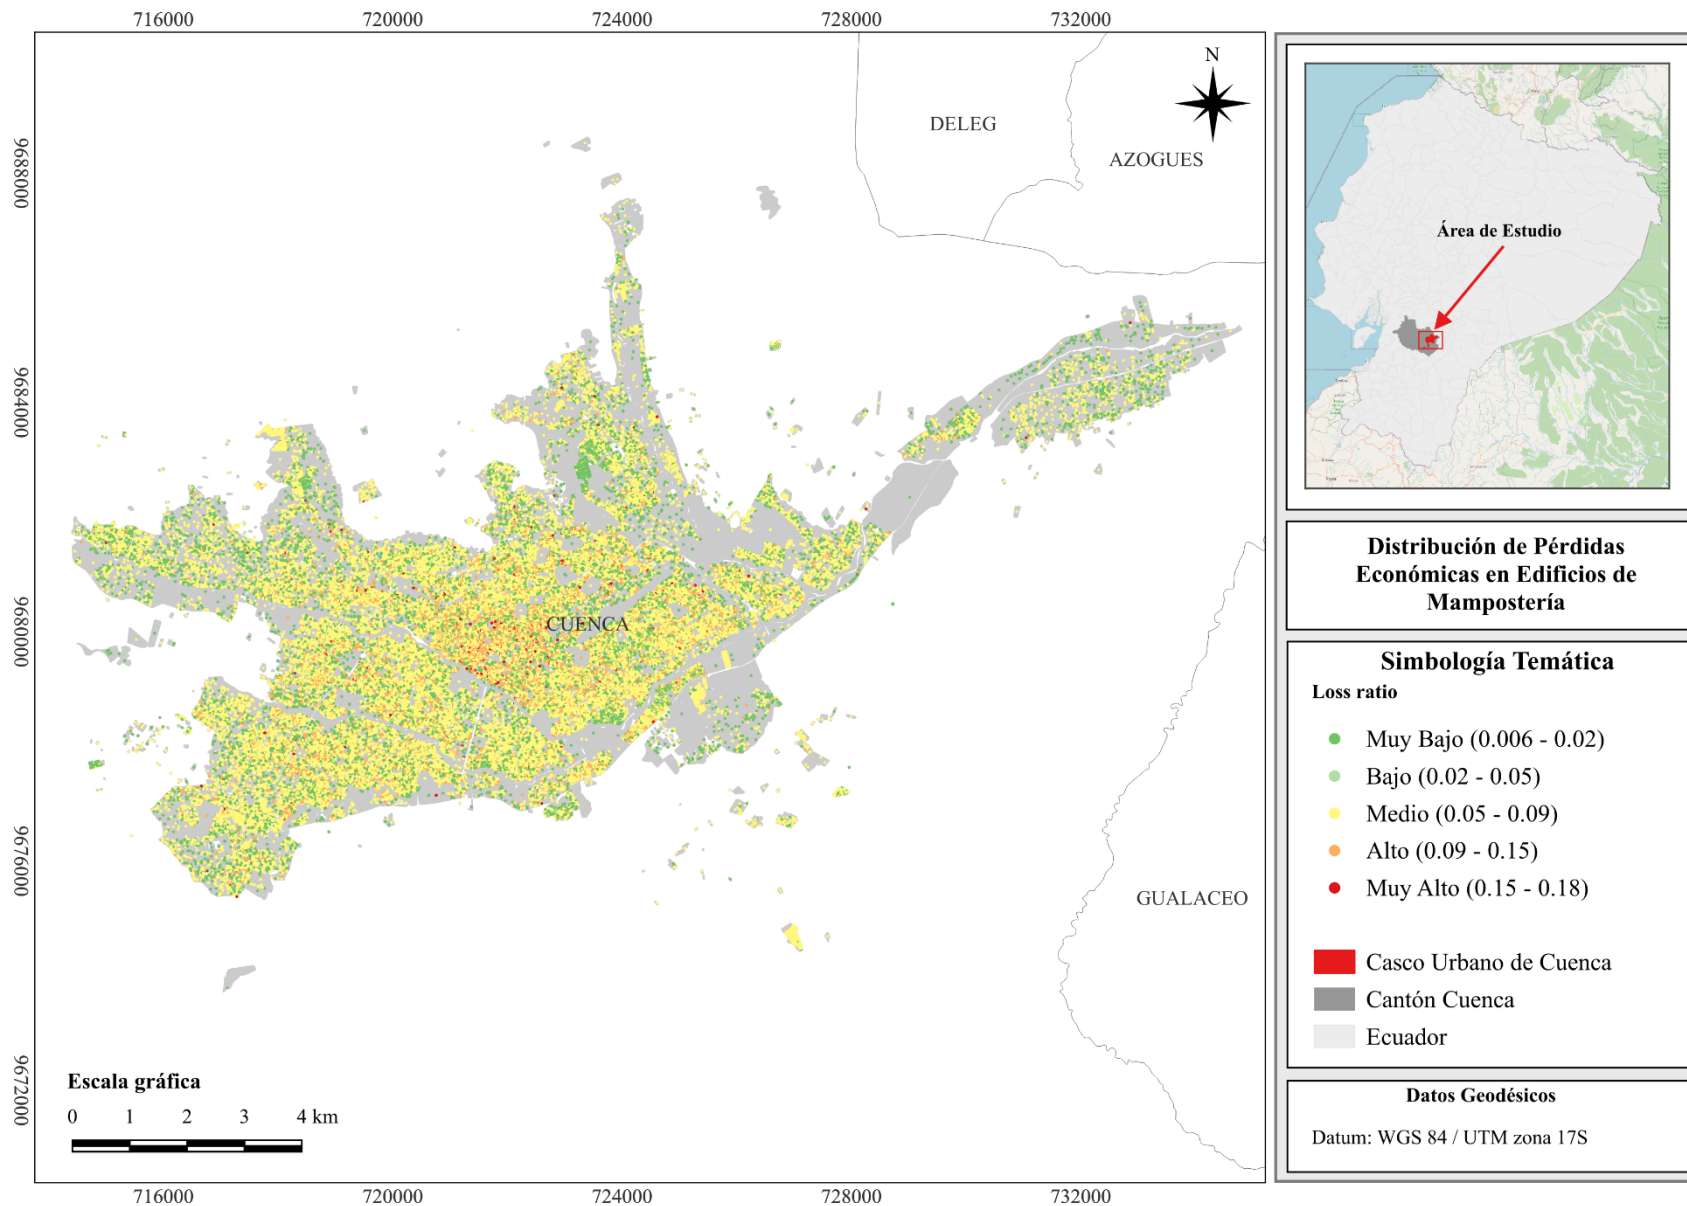 716000
720000
724000
728000
732000
N
DELEG
AZOGUES
9688000
9684000
9680000
9676000
9672000
CUENCA
GUALACEO
Escala gráfica
0 1 2 3 4 km
716000
720000
724000
728000
732000
Área de Estudio
Distribución de Pérdidas
Económicas en Edificios de
Mampostería
Simbología Temática
Loss ratio
Muy Bajo (0.006 - 0.02)
Bajo (0.02 - 0.05)
Medio (0.05 - 0.09)
Alto (0.09 - 0.15)
Muy Alto (0.15 - 0.18)
Casco Urbano de Cuenca
Cantón Cuenca
Ecuador
Datos Geodésicos
Datum: WGS 84 / UTM zona 17S